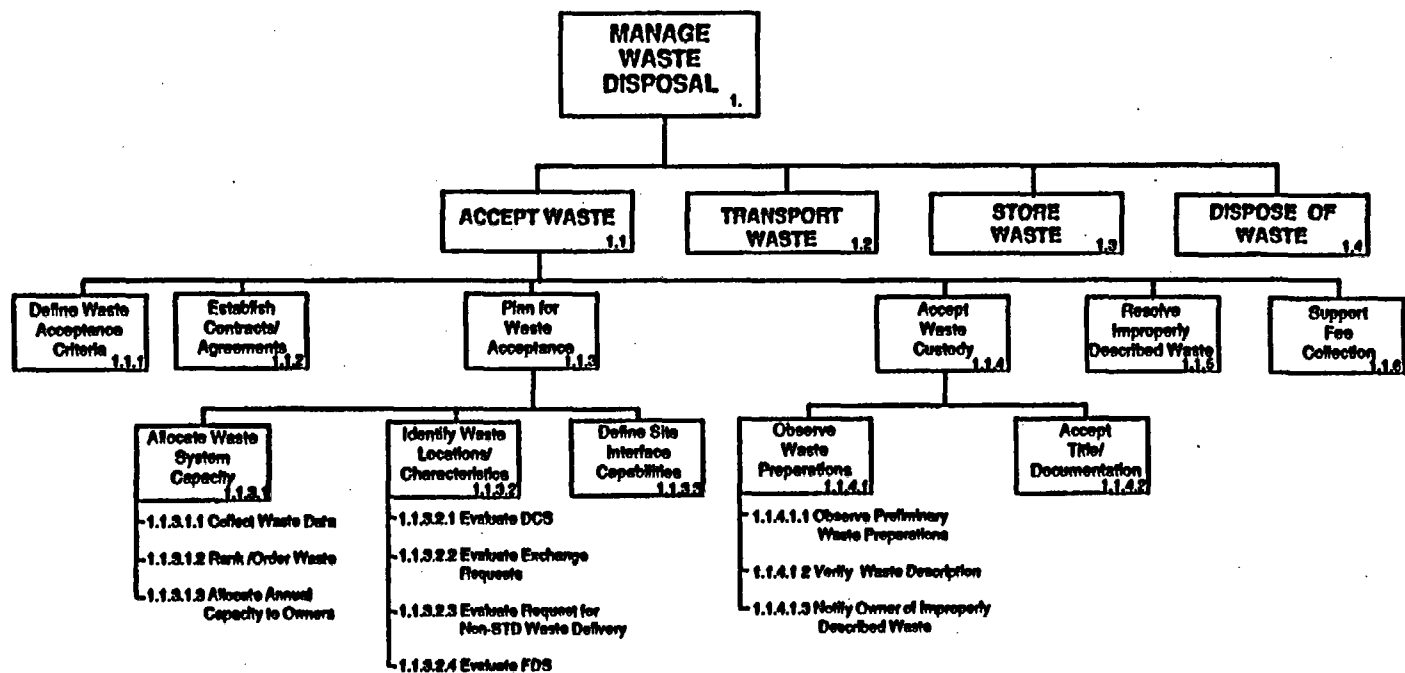 MANAGE
WASTE
DISPOSAL
1.
ACCEPT WASTE
1.1
TRANSPORT
WASTE
1.2
STORE
WASTE
1.3
DISPOSE OF
WASTE
1.4
Define Waste
Acceptance
Criteria
1.1.1
Establish
Contracts/
Agreements
1.1.2
Plan for
Waste
Acceptance
1.1.3
Accept
Waste
Custody
1.1.4
Resolve
Improperly
Described Waste
1.1.5
Support
Fee
Collection
1.1.6
Allocate Waste
System
Capacity
1.1.3.1
Identify Waste
Locations/
Characteristics
1.1.3.2
Define Site
Interface
Capabilities
1.1.3.3
Observe
Waste
Preparations
1.1.4.1
Accept
Title/
Documentation
1.1.4.2
1.1.3.1.1 Collect Waste Data
1.1.3.1.2 Rank /Order Waste
1.1.3.1.3 Allocate Annual
Capacity to Owners
1.1.3.2.1 Evaluate DCS
1.1.3.2.2 Evaluate Exchange
Requests
1.1.3.2.3 Evaluate Request for
Non-STD Waste Delivery
1.1.3.2.4 Evaluate FDS
1.1.4.1.1 Observe Preliminary
Waste Preparations
1.1.4.1 2 Verify Waste Description
1.1.4.1.3 Notify Owner of Improperly
Described Waste